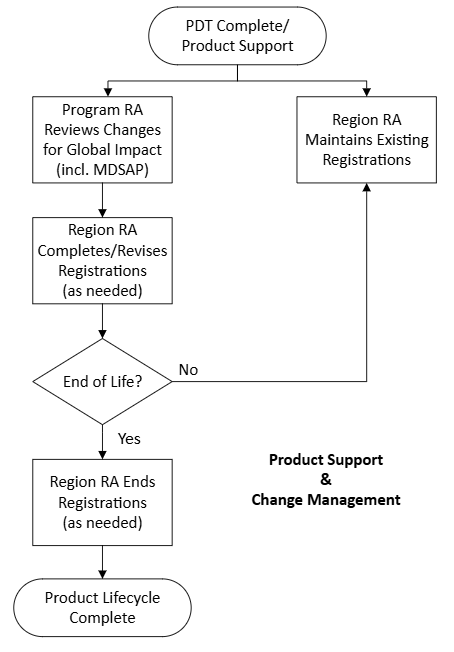 PDT Complete/
Product Support
Program RA
Reviews Changes
for Global Impact
(incl. MDSAP)
Region RA
Maintains Existing
Registrations
Region RA
Completes/Revises
Registrations
(as needed)
End of Life?
No
Yes
Product Support
&
Change Management
Region RA Ends
Registrations
(as needed)
Product Lifecycle
Complete